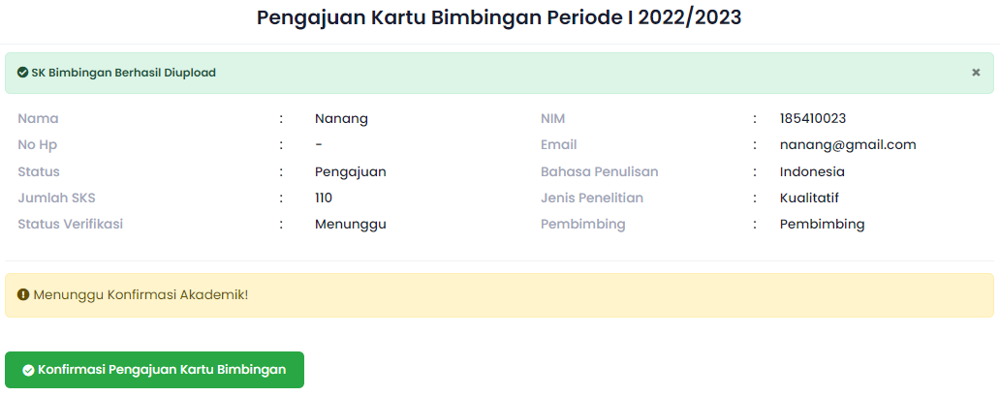 Pengajuan Kartu Bimbingan Periode I 2022/2023
SK Bimbingan Berhasil Diupload ×
Nama : Nanang NIM : 185410023
No Hp : - Email : nanang@gmail.com
Status : Pengajuan Bahasa Penulisan : Indonesia
Jumlah SKS : 110 Jenis Penelitian : Kualitatif
Status Verifikasi : Menunggu Pembimbing : Pembimbing
Menunggu Konfirmasi Akademik!
Konfirmasi Pengajuan Kartu Bimbingan